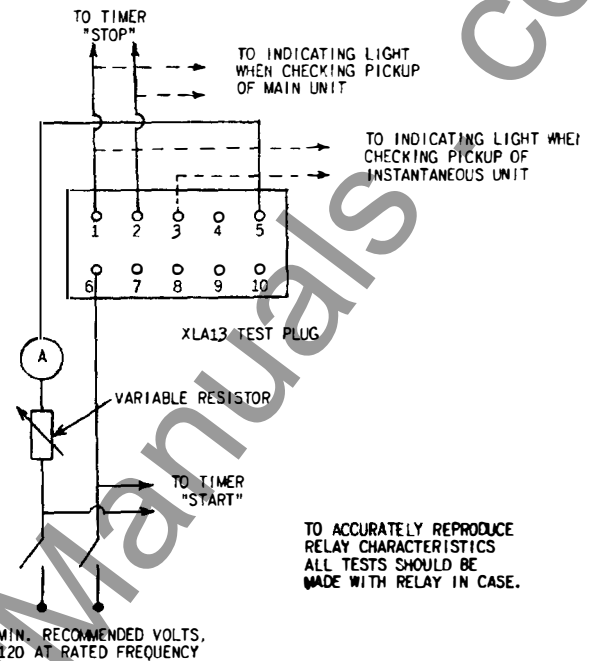 TO TIMER
"STOP"
TO INDICATING LIGHT
WHEN CHECKING PICKUP
OF MAIN UNIT
TO INDICATING LIGHT WHEN
CHECKING PICKUP OF
INSTANTANEOUS UNIT
1 2 3 4 5
6 7 8 9 10
XLA13 TEST PLUG
A
VARIABLE RESISTOR
TO TIMER
"START"
TO ACCURATELY REPRODUCE
RELAY CHARACTERISTICS
ALL TESTS SHOULD BE
MADE WITH RELAY IN CASE.
MIN. RECOMMENDED VOLTS,
120 AT RATED FREQUENCY
Manuals.co